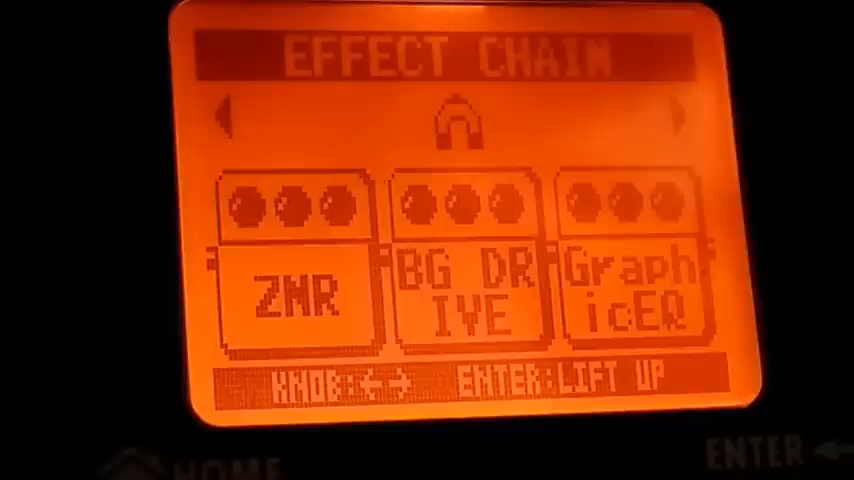 EFFECT CHAIN
ZNR
BG DR
IVE
Graph
icEQ
KNOB:←→ ENTER:LIFT UP
HOME
ENTER